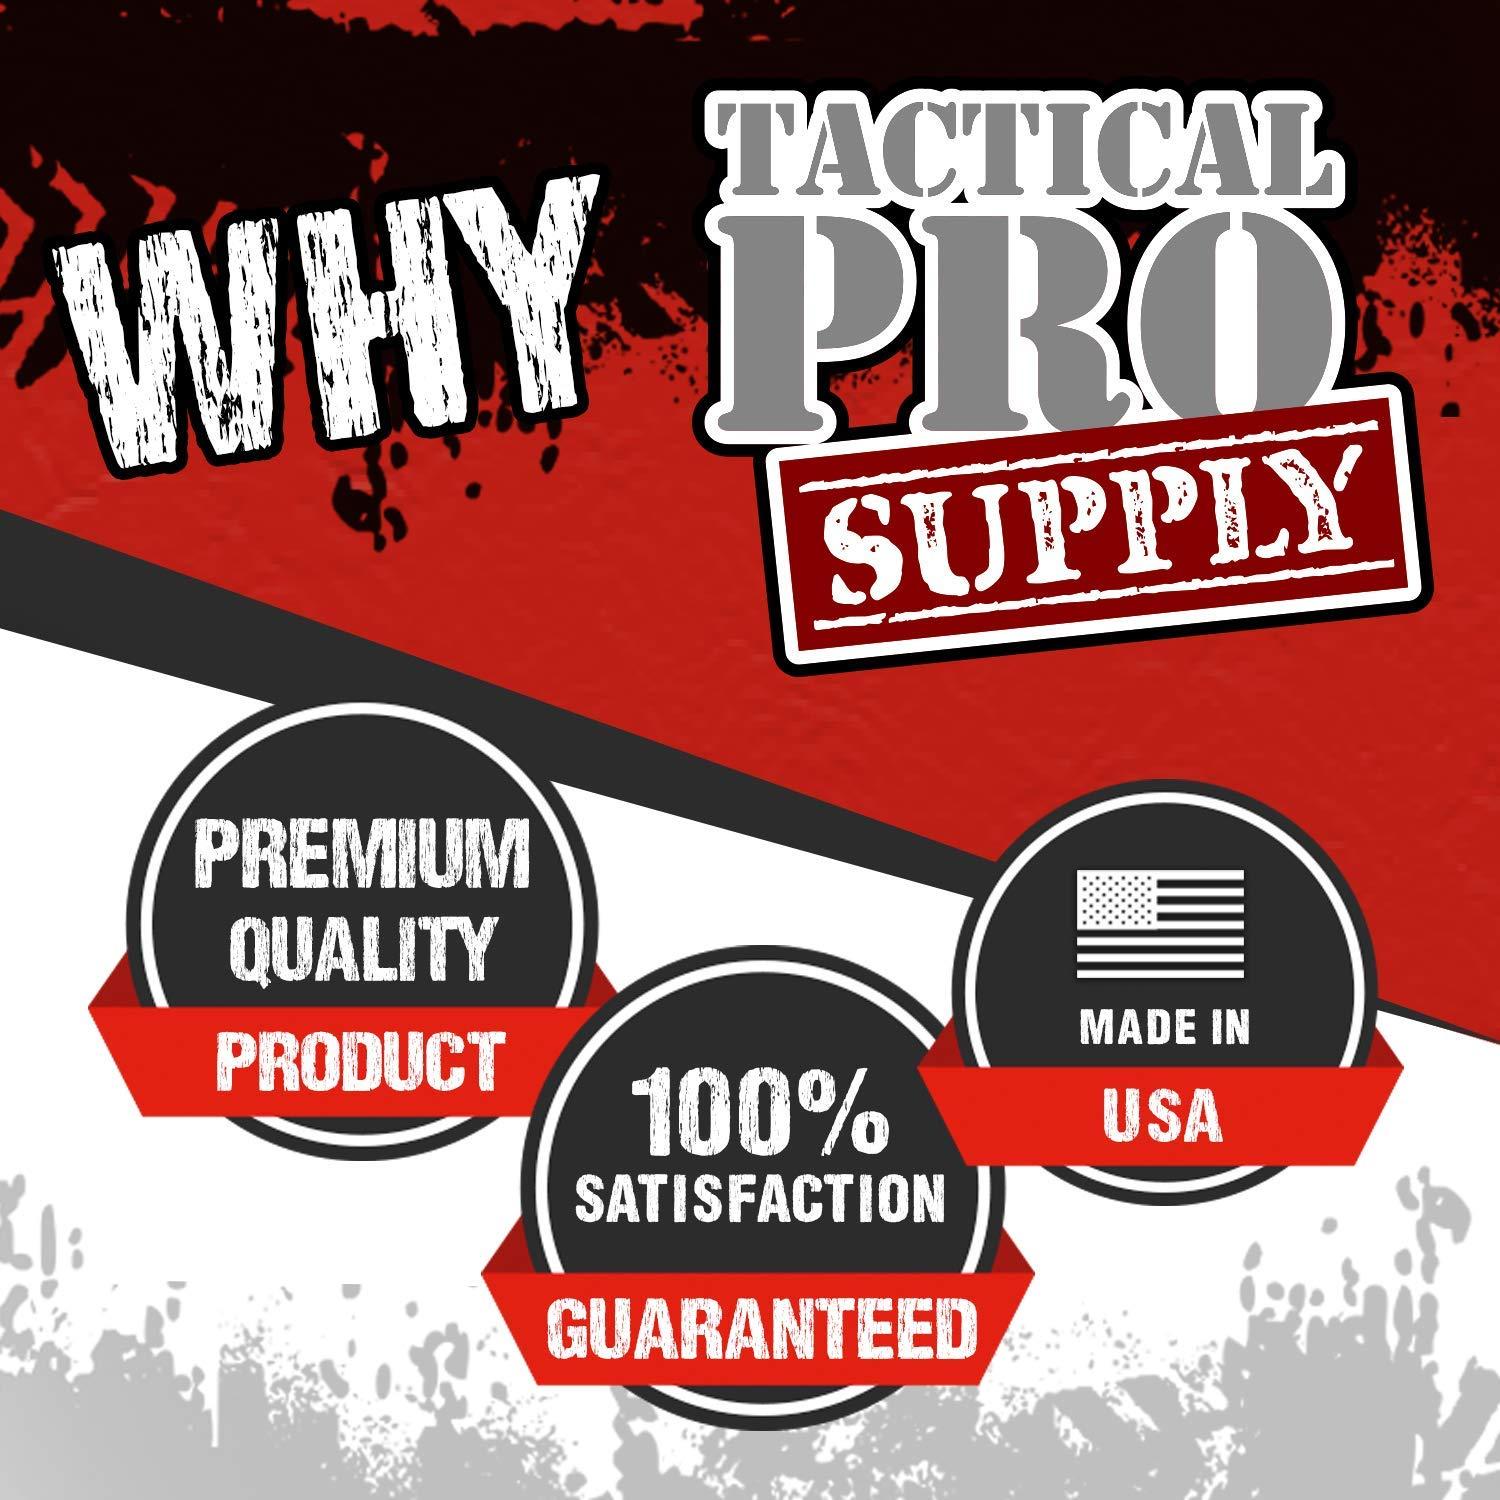 WHY
TACTICAL
PRO
SUPPLY
PREMIUM
QUALITY
PRODUCT
100%
SATISFACTION
GUARANTEED
MADE IN
USA